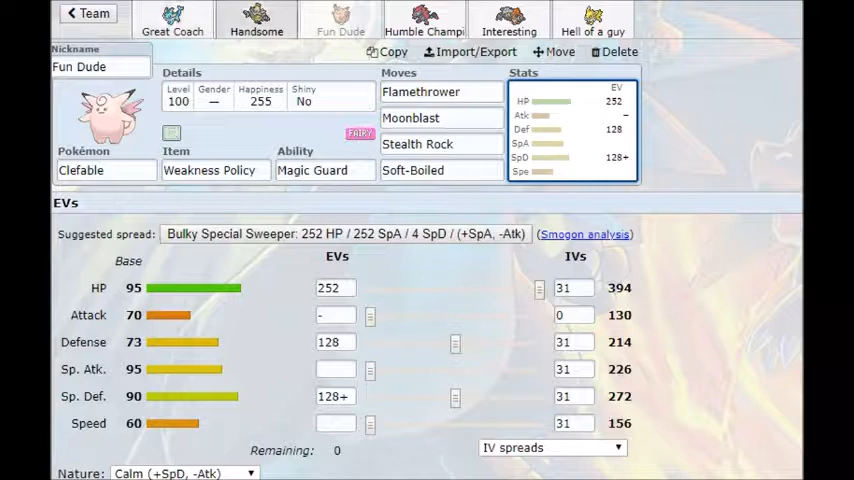 Team
Great Coach
Handsome
Fun Dude
Humble Champi
Interesting
Hell of a guy
Copy
Import/Export
Move
Delete
Nickname
Fun Dude
Details
Level
100
Gender
—
Happiness
255
Shiny
No
FAIRY
Pokémon
Clefable
Item
Weakness Policy
Ability
Magic Guard
Moves
Flamethrower
Moonblast
Stealth Rock
Soft-Boiled
Stats
EV
HP 252
Atk –
Def 128
SpA
SpD 128+
Spe
EVs
Suggested spread: Bulky Special Sweeper: 252 HP / 252 SpA / 4 SpD / (+SpA, -Atk) (Smogon analysis)
Base EVs IVs
HP 95 252 31 394
Attack 70 - 0 130
Defense 73 128 31 214
Sp. Atk. 95 31 226
Sp. Def. 90 128+ 31 272
Speed 60 31 156
Remaining: 0
IV spreads
Nature: Calm (+SpD, -Atk)